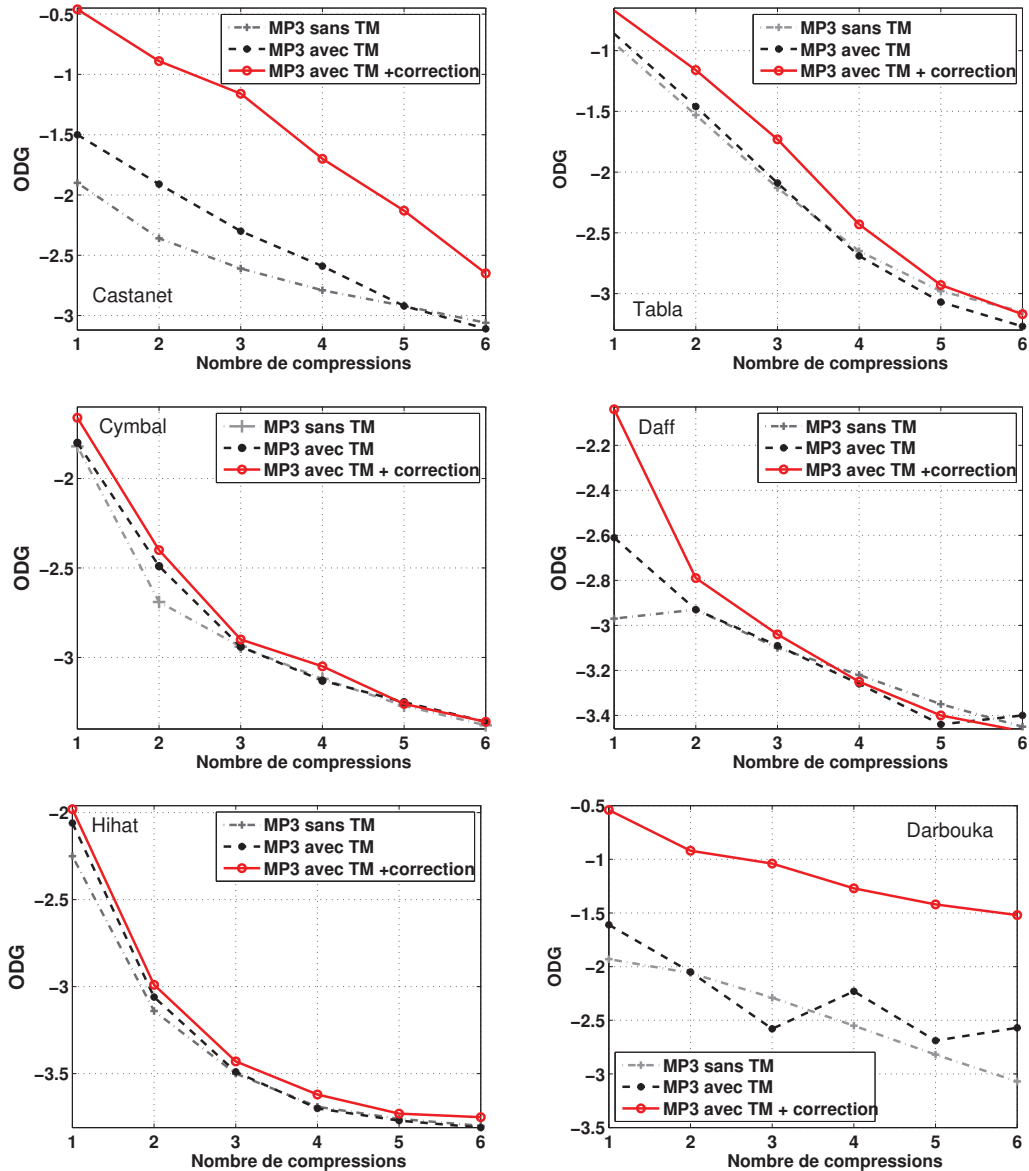 MP3 sans TM
MP3 avec TM
MP3 avec TM +correction
−0.5
−1
−1.5
−2
−2.5
−3
ODG
Castanet
1 2 3 4 5 6
Nombre de compressions
MP3 sans TM
MP3 avec TM
MP3 avec TM + correction
−1
−1.5
−2
−2.5
−3
ODG
Tabla
1 2 3 4 5 6
Nombre de compressions
Cymbal
MP3 sans TM
MP3 avec TM
MP3 avec TM + correction
−2
−2.5
−3
ODG
1 2 3 4 5 6
Nombre de compressions
Daff
MP3 sans TM
MP3 avec TM
MP3 avec TM +correction
−2.2
−2.4
−2.6
−2.8
−3
−3.2
−3.4
ODG
1 2 3 4 5 6
Nombre de compressions
Hihat
MP3 sans TM
MP3 avec TM
MP3 avec TM +correction
−2
−2.5
−3
−3.5
ODG
1 2 3 4 5 6
Nombre de compressions
Darbouka
−0.5
−1
−1.5
−2
−2.5
−3
−3.5
ODG
MP3 sans TM
MP3 avec TM
MP3 avec TM + correction
1 2 3 4 5 6
Nombre de compressions